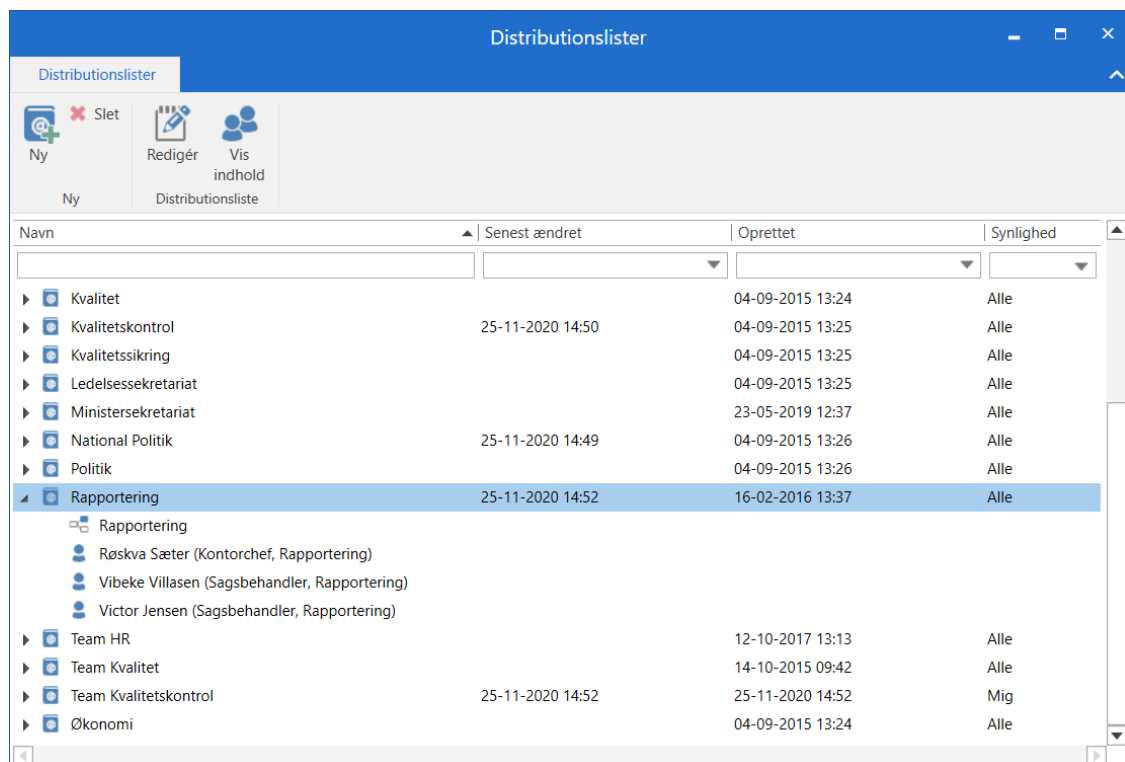 Distributionslister
Distributionslister
Ny
Slet
Redigér
Vis indhold
Ny
Distributionsliste
Navn Senest ændret Oprettet Synlighed
Kvalitet 04-09-2015 13:24 Alle
Kvalitetskontrol 25-11-2020 14:50 04-09-2015 13:25 Alle
Kvalitetssikring 04-09-2015 13:25 Alle
Ledelsessekretariat 04-09-2015 13:25 Alle
Ministersekretariat 23-05-2019 12:37 Alle
National Politik 25-11-2020 14:49 04-09-2015 13:26 Alle
Politik 04-09-2015 13:26 Alle
Rapportering 25-11-2020 14:52 16-02-2016 13:37 Alle
Rapportering
Røskva Sæter (Kontorchef, Rapportering)
Vibeke Villasen (Sagsbehandler, Rapportering)
Victor Jensen (Sagsbehandler, Rapportering)
Team HR 12-10-2017 13:13 Alle
Team Kvalitet 14-10-2015 09:42 Alle
Team Kvalitetskontrol 25-11-2020 14:52 25-11-2020 14:52 Mig
Økonomi 04-09-2015 13:24 Alle